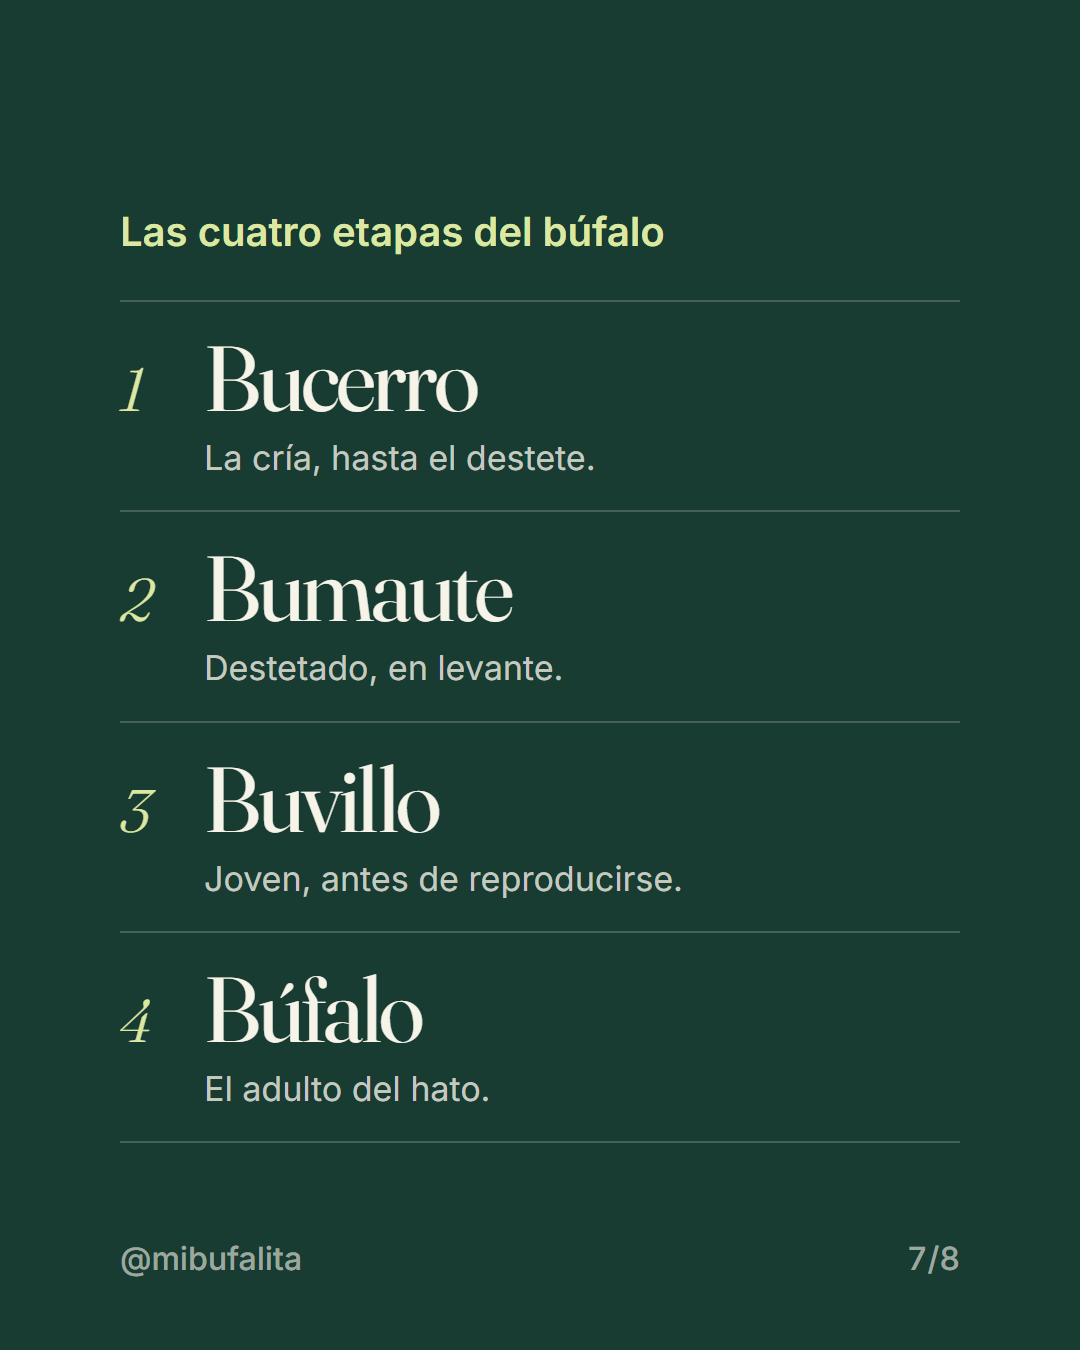 Las cuatro etapas del búfalo
1 Bucerro
La cría, hasta el destete.
2 Bumaute
Destetado, en levante.
3 Buvillo
Joven, antes de reproducirse.
4 Búfalo
El adulto del hato.
@mibufalita 7/8